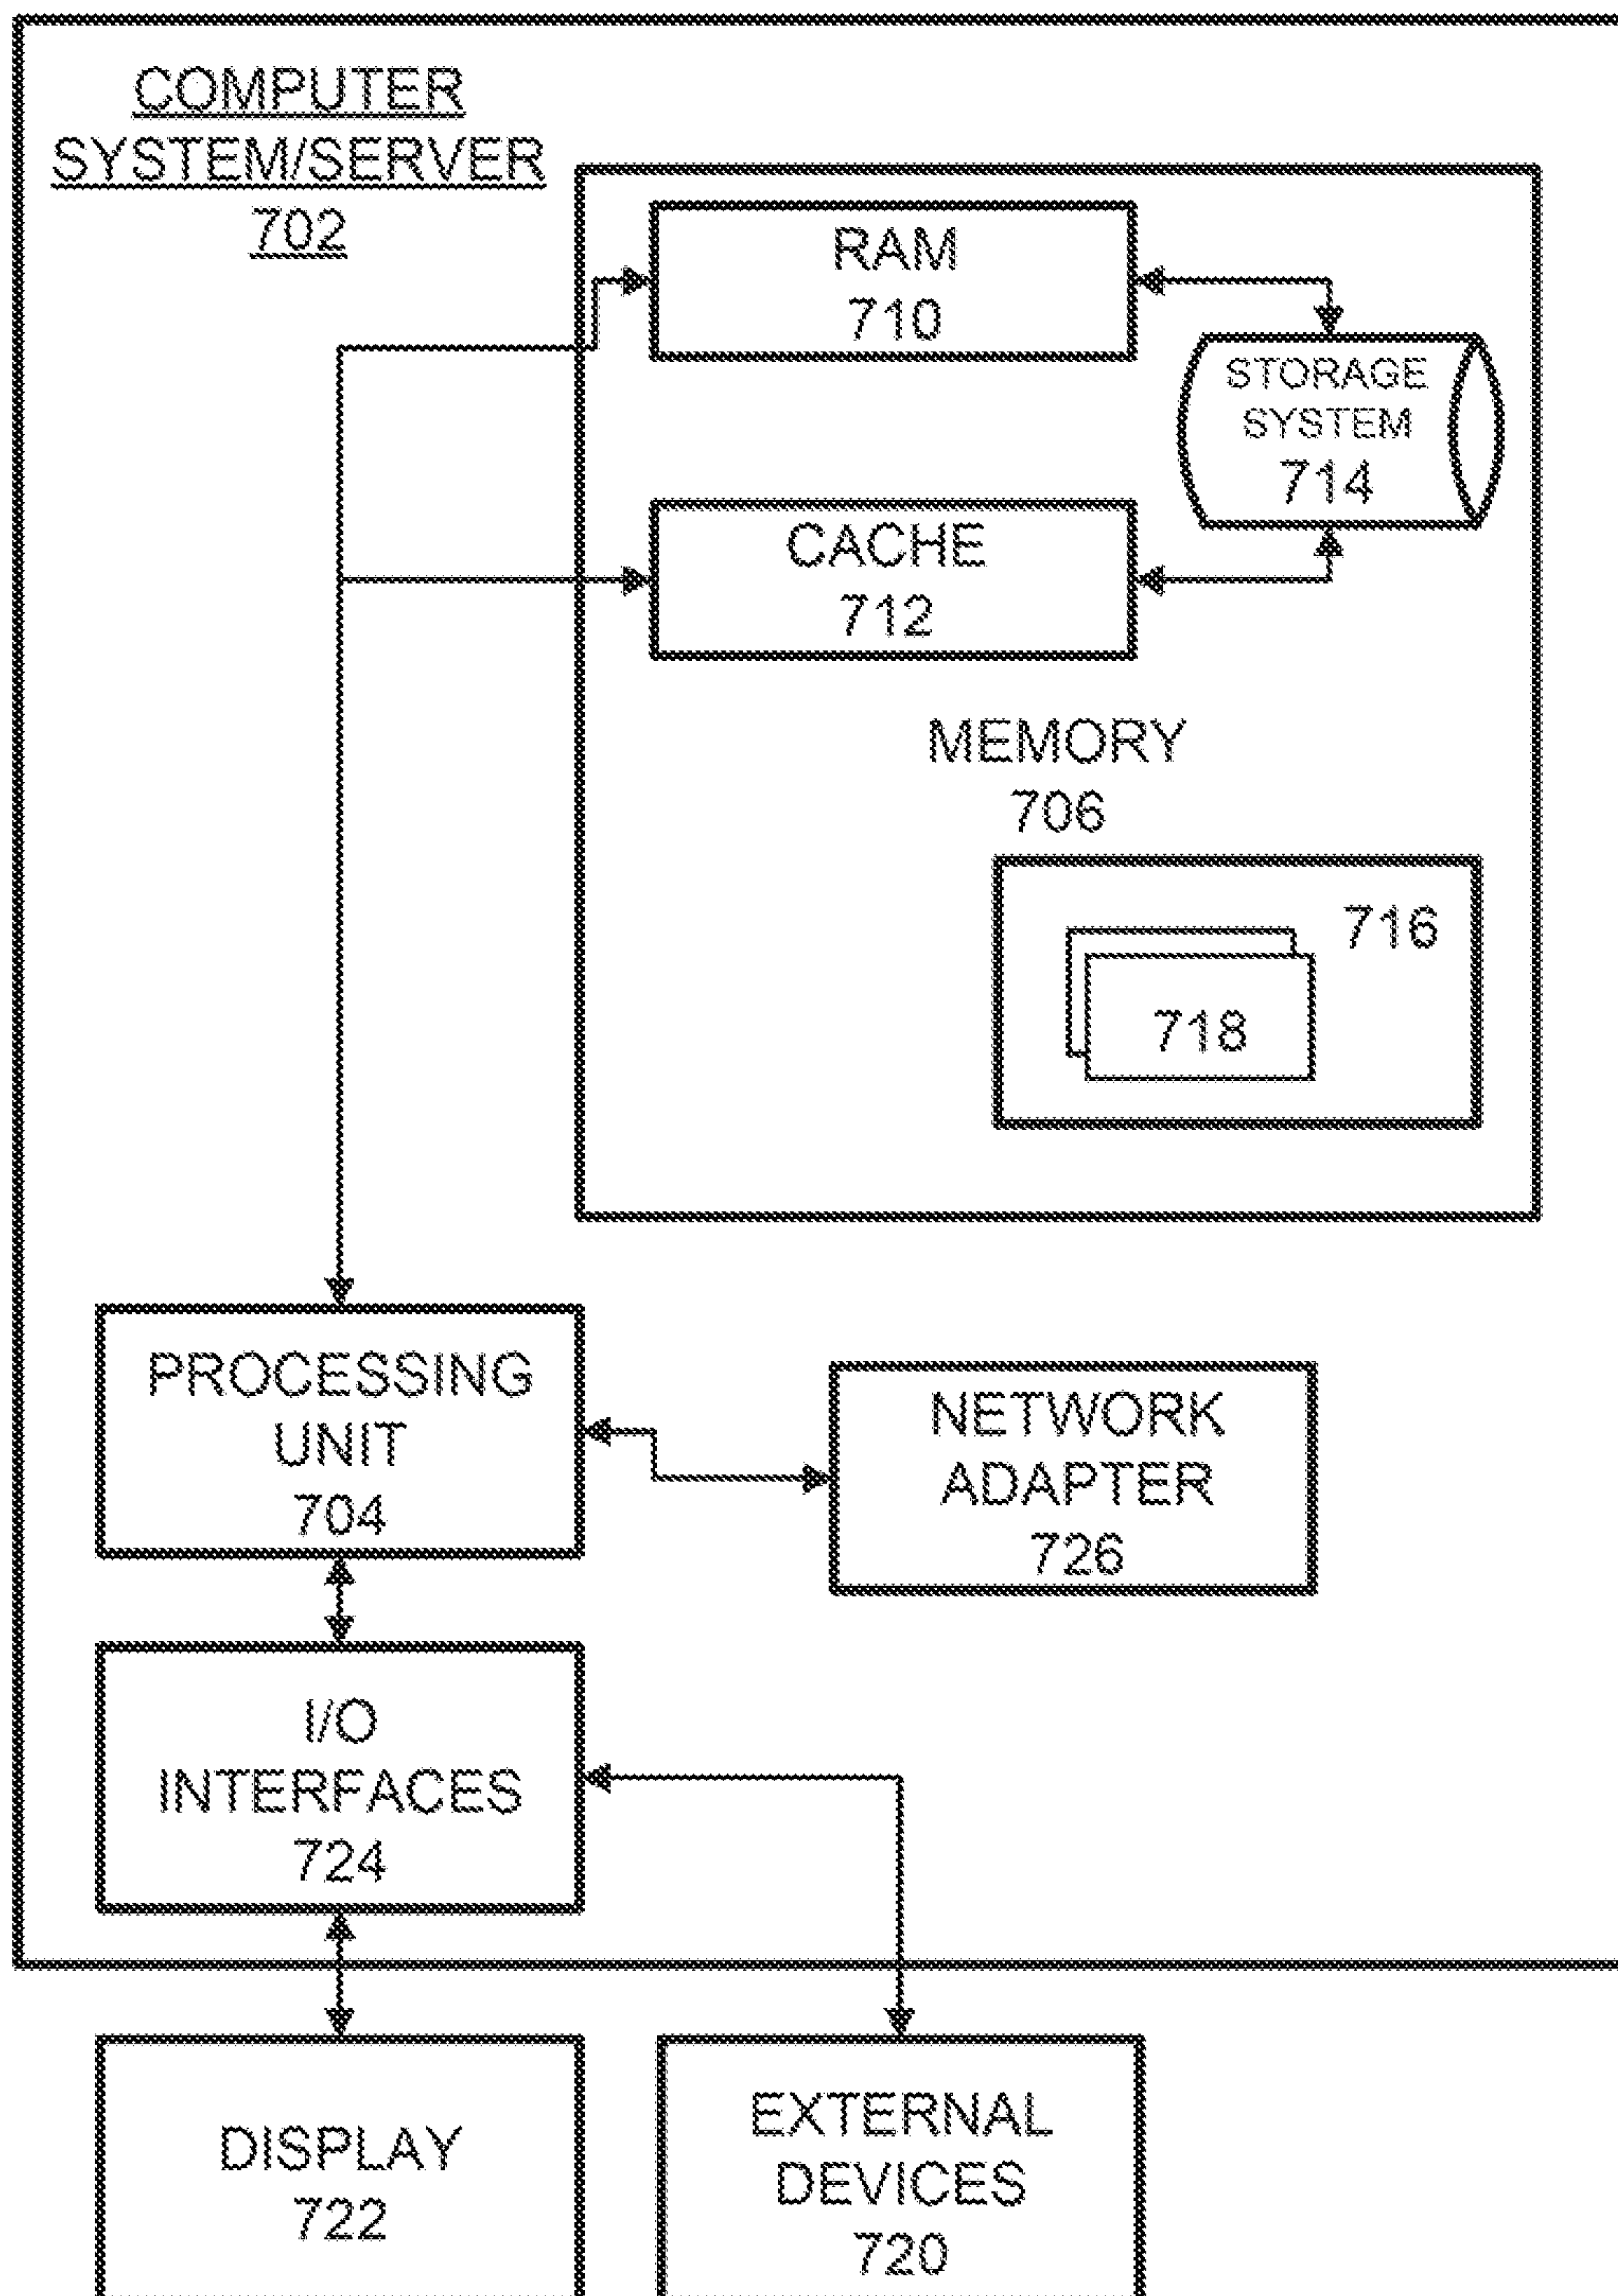 COMPUTER
SYSTEM/SERVER
702
RAM
710
STORAGE
SYSTEM
714
CACHE
712
MEMORY
706
716
718
PROCESSING
UNIT
704
NETWORK
ADAPTER
726
I/O
INTERFACES
724
DISPLAY
722
EXTERNAL
DEVICES
720